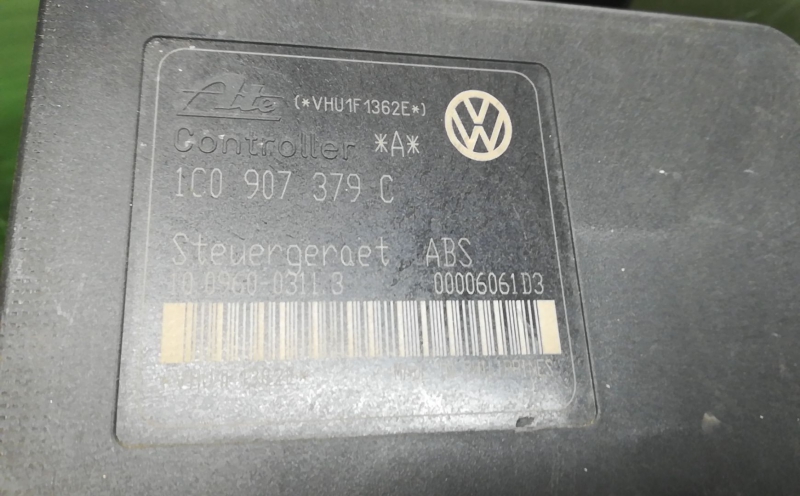 Ate (*VHU1F1362E*)
Controller *A*
1C0 907 379 C
Steuergeraet ABS
10.0960-0311.3 00006061D3